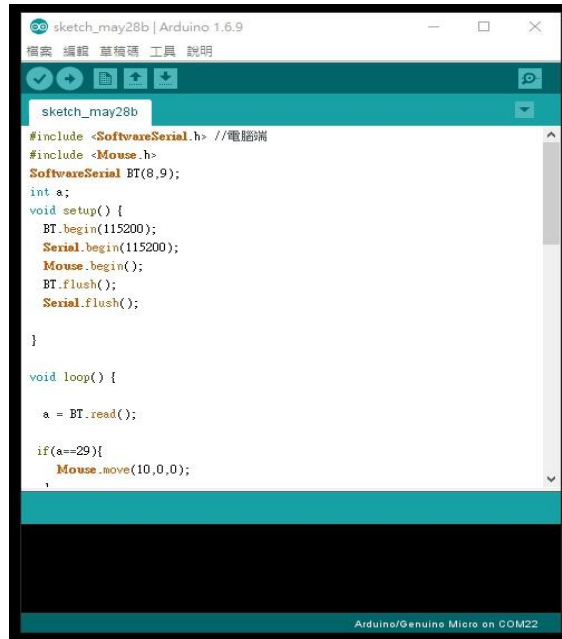 sketch_may28b | Arduino 1.6.9
檔案 編輯 草稿碼 工具 說明
sketch_may28b
#include <SoftwareSerial.h> //電腦端
#include <Mouse.h>
SoftwareSerial BT(8,9);
int a;
void setup() {
BT.begin(115200);
Serial.begin(115200);
Mouse.begin();
BT.flush();
Serial.flush();
}
void loop() {
a = BT.read();
if(a==29){
Mouse.move(10,0,0);
Arduino/Genuino Micro on COM22